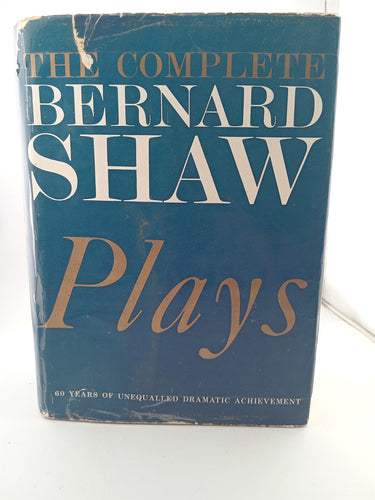 THE COMPLETE
BERNARD
SHAW
Plays
60 YEARS OF UNEQUALLED DRAMATIC ACHIEVEMENT